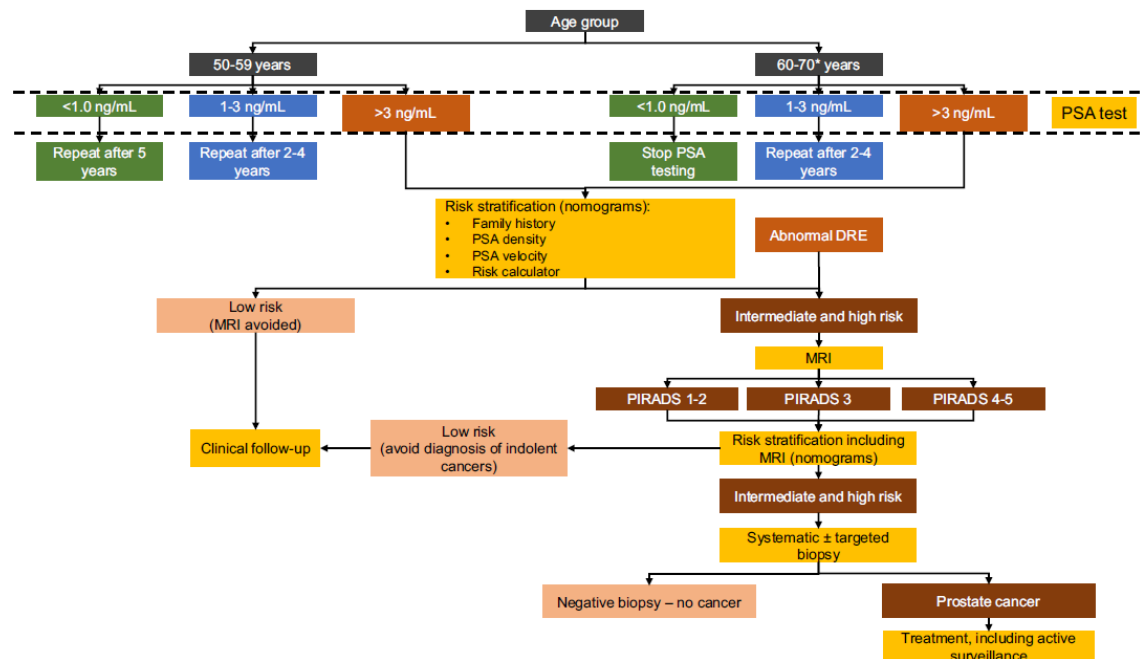 Age group
50-59 years
60-70* years
<1.0 ng/mL
1-3 ng/mL
>3 ng/mL
<1.0 ng/mL
1-3 ng/mL
>3 ng/mL
PSA test
Repeat after 5
years
Repeat after 2-4
years
Stop PSA
testing
Repeat after 2-4
years
Risk stratification (nomograms):
• Family history
• PSA density
• PSA velocity
• Risk calculator
Abnormal DRE
Low risk
(MRI avoided)
Intermediate and high risk
MRI
PIRADS 1-2
PIRADS 3
PIRADS 4-5
Clinical follow-up
Low risk
(avoid diagnosis of indolent
cancers)
Risk stratification including
MRI (nomograms)
Intermediate and high risk
Systematic ± targeted
biopsy
Negative biopsy – no cancer
Prostate cancer
Treatment, including active
surveillance